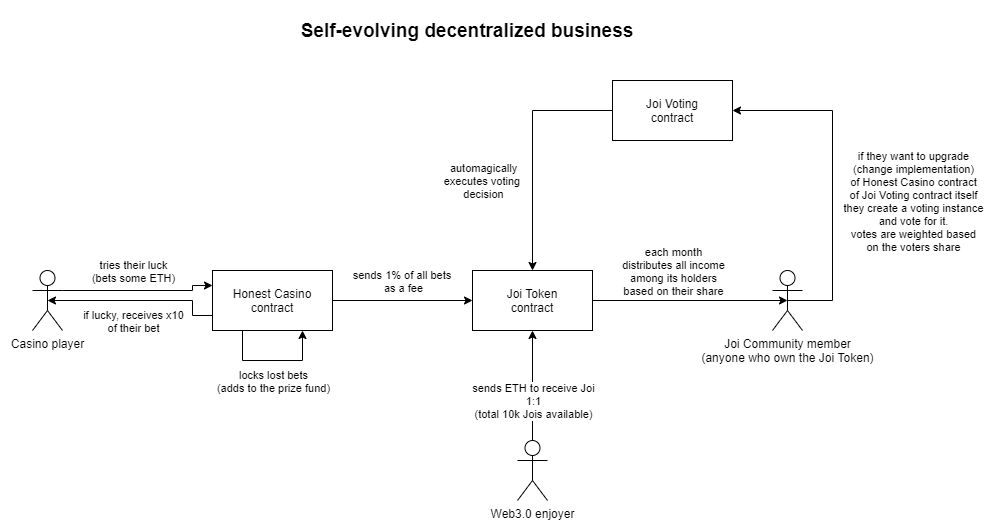 Self-evolving decentralized business
Joi Voting
contract
automagically
executes voting
decision
if they want to upgrade
(change implementation)
of Honest Casino contract
of Joi Voting contract itself
they create a voting instance
and vote for it.
votes are weighted based
on the voters share
tries their luck
(bets some ETH)
Honest Casino
contract
sends 1% of all bets
as a fee
Joi Token
contract
each month
distributes all income
among its holders
based on their share
if lucky, receives x10
of their bet
Casino player
Joi Community member
(anyone who own the Joi Token)
locks lost bets
(adds to the prize fund)
sends ETH to receive Joi
1:1
(total 10k Jois available)
Web3.0 enjoyer